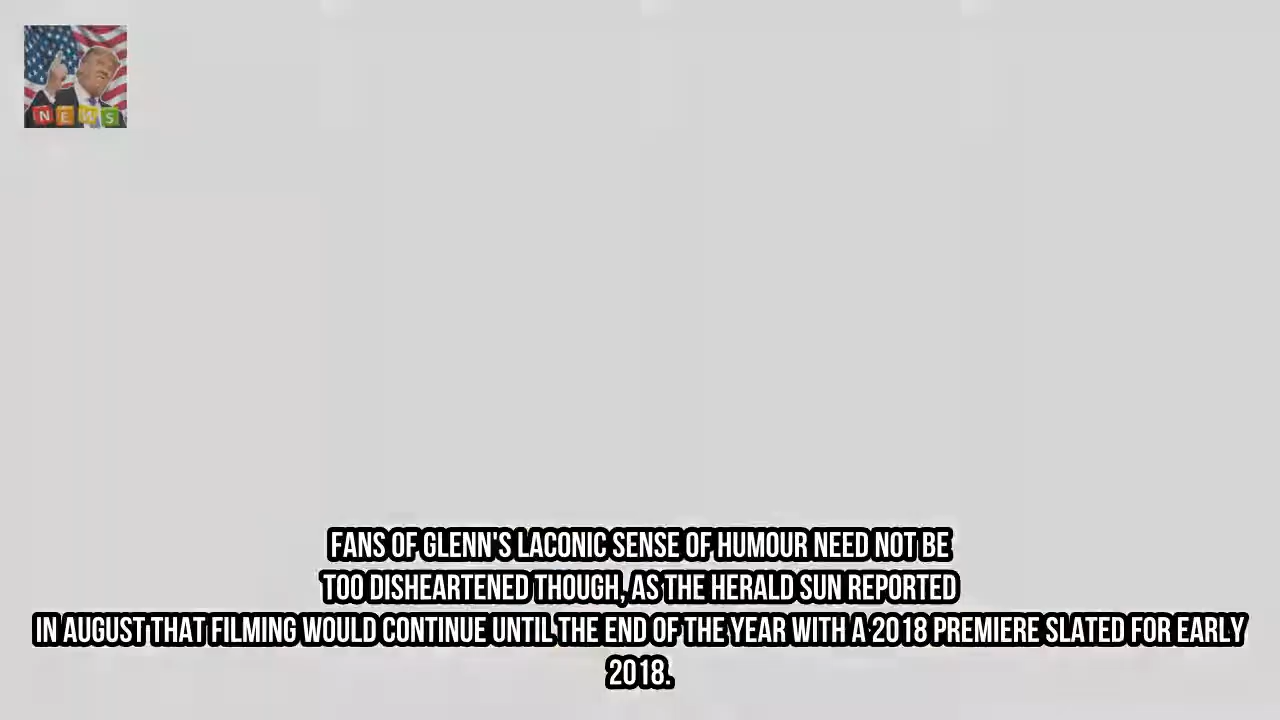 NEWS
FANS OF GLENN'S LACONIC SENSE OF HUMOUR NEED NOT BE
TOO DISHEARTENED THOUGH, AS THE HERALD SUN REPORTED
IN AUGUST THAT FILMING WOULD CONTINUE UNTIL THE END OF THE YEAR WITH A 2018 PREMIERE SLATED FOR EARLY
2018.